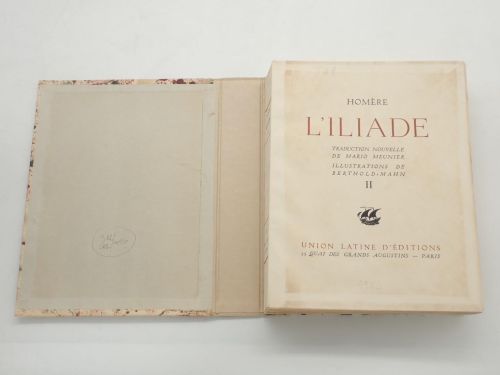 HOMÈRE
L'ILIADE
TRADUCTION NOUVELLE
DE MARIO MEUNIER
ILLUSTRATIONS DE
BERTHOLD-MAHN
II
UNION LATINE D'ÉDITIONS
35 QUAI DES GRANDS AUGUSTINS — PARIS